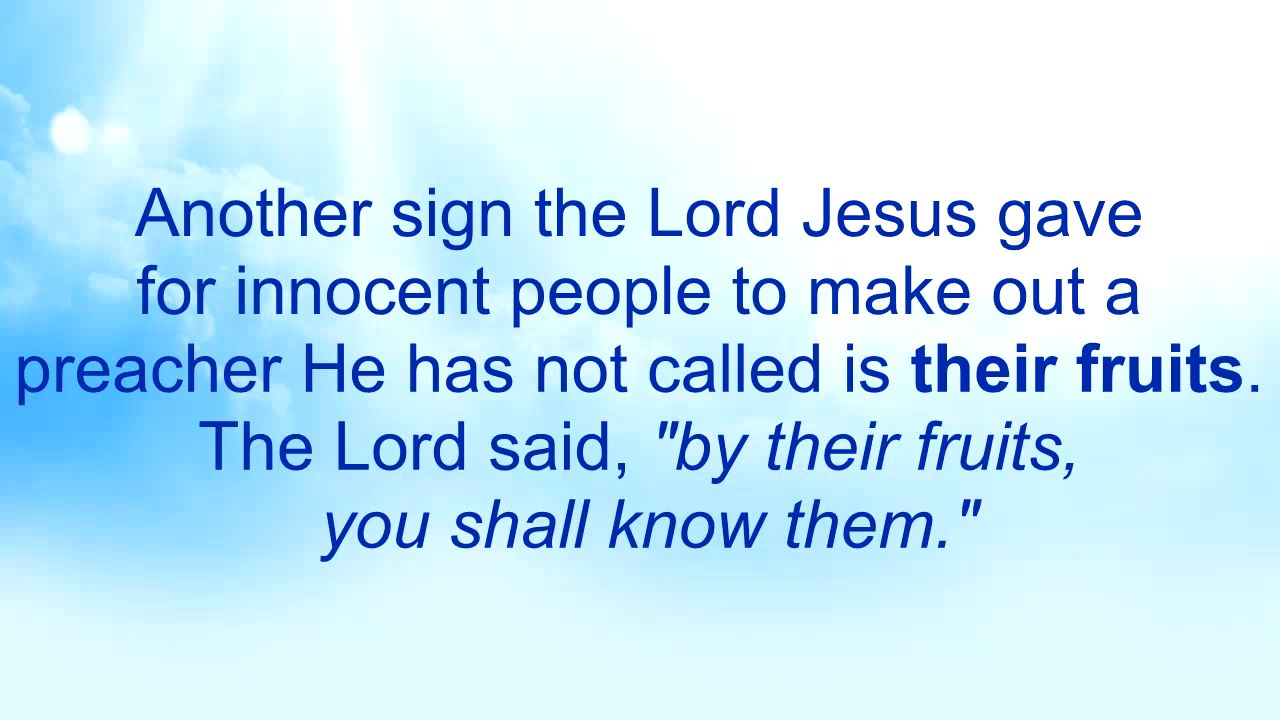 Another sign the Lord Jesus gave
for innocent people to make out a
preacher He has not called is their fruits.
The Lord said, "by their fruits,
you shall know them."